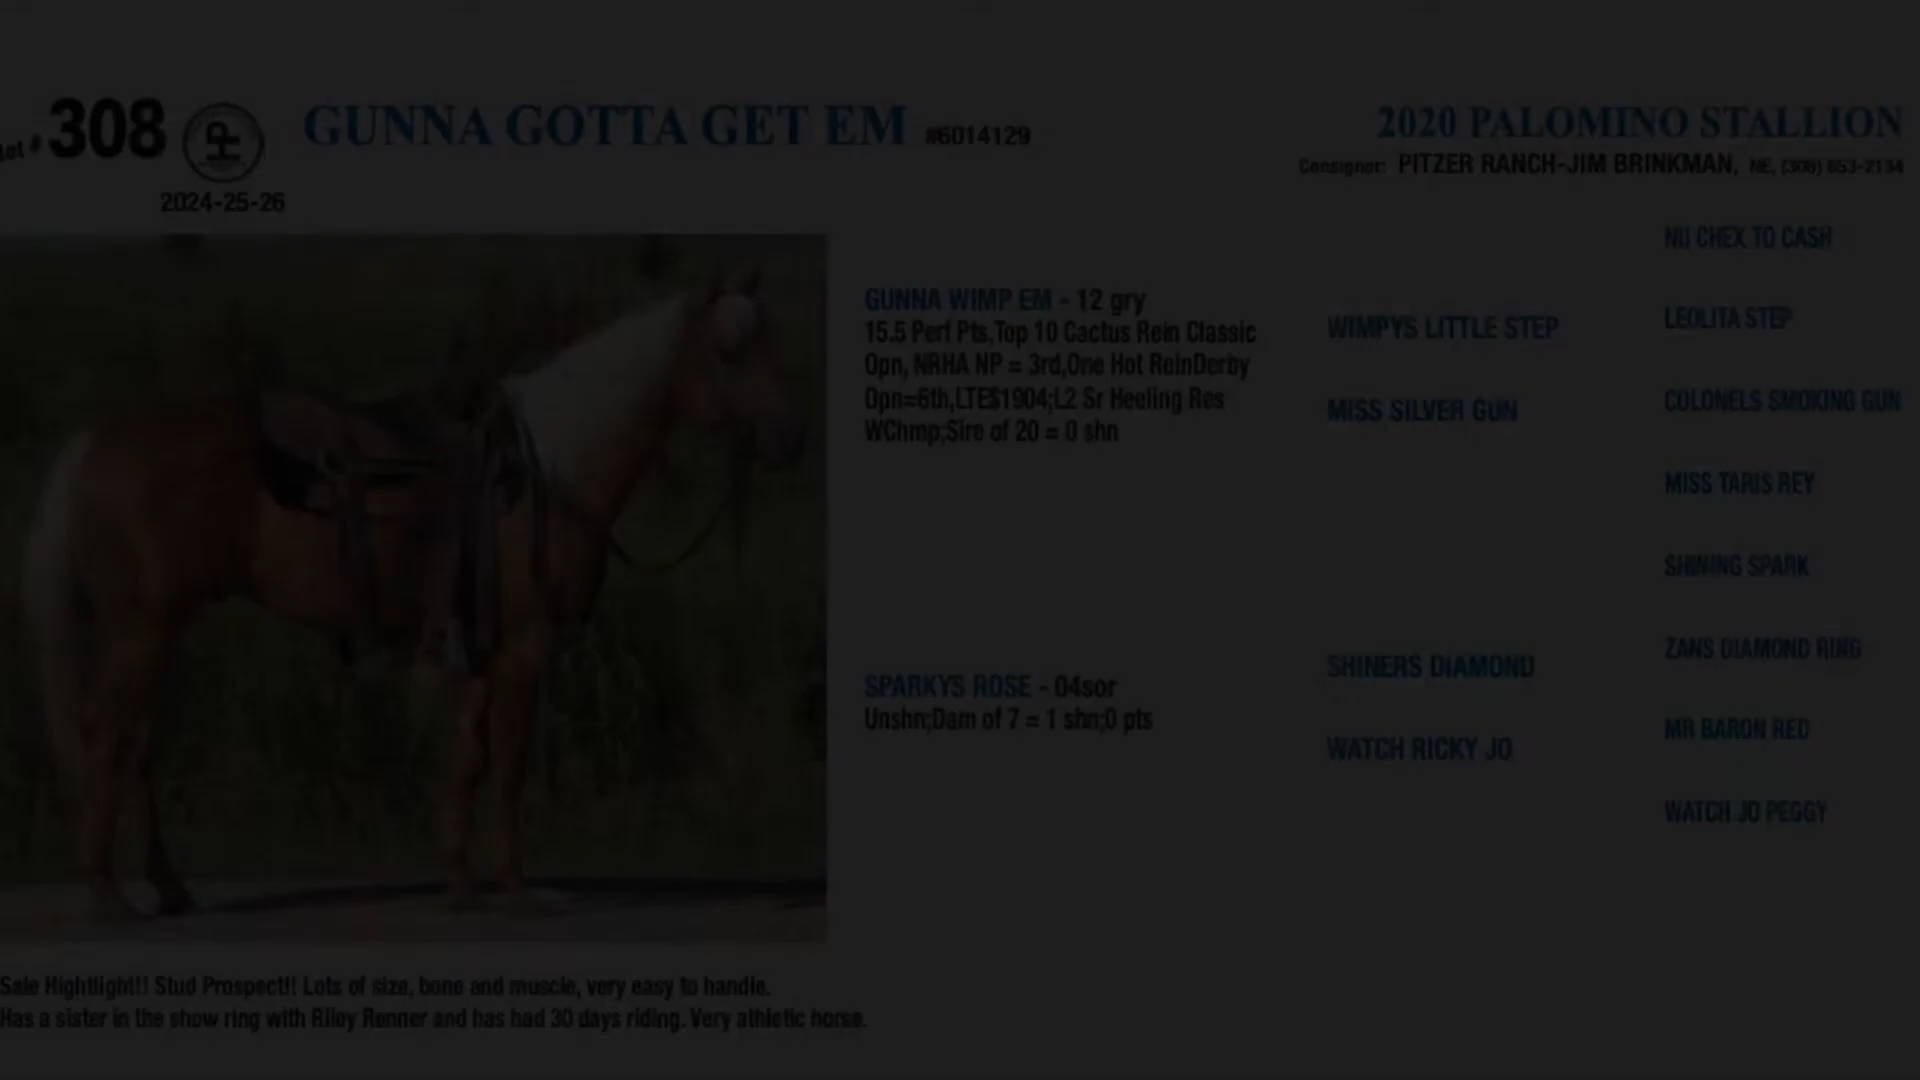 Lot # 308
2024-25-26
GUNNA GOTTA GET EM #6014129
2020 PALOMINO STALLION
Consignor: PITZER RANCH-JIM BRINKMAN, NE, (308) 653-2134
GUNNA WIMP EM - 12 gry
15.5 Perf Pts,Top 10 Cactus Rein Classic
Opn, NRHA NP = 3rd,One Hot ReinDerby
Opn=6th,LTE$1904;L2 Sr Heeling Res
WChmp;Sire of 20 = 0 shn
SPARKYS ROSE - 04sor
Unshn;Dam of 7 = 1 shn;0 pts
WIMPYS LITTLE STEP
MISS SILVER GUN
SHINERS DIAMOND
WATCH RICKY JO
NU CHEX TO CASH
LEOLITA STEP
COLONELS SMOKING GUN
MISS TARIS REY
SHINING SPARK
ZANS DIAMOND RING
MR BARON RED
WATCH JO PEGGY
Sale Hightlight!! Stud Prospect!! Lots of size, bone and muscle, very easy to handle.
Has a sister in the show ring with Riley Renner and has had 30 days riding. Very athletic horse.